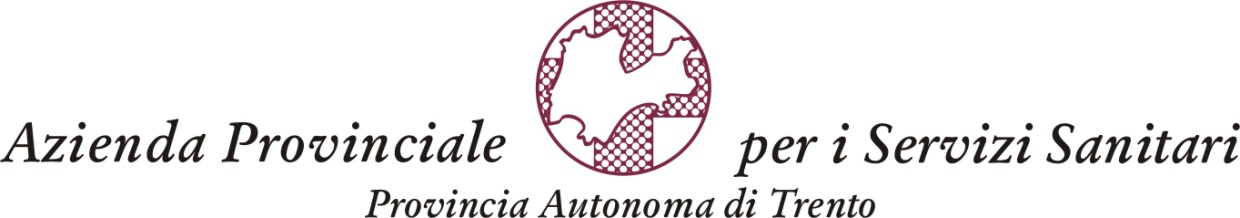 Azienda Provinciale per i Servizi Sanitari
Provincia Autonoma di Trento